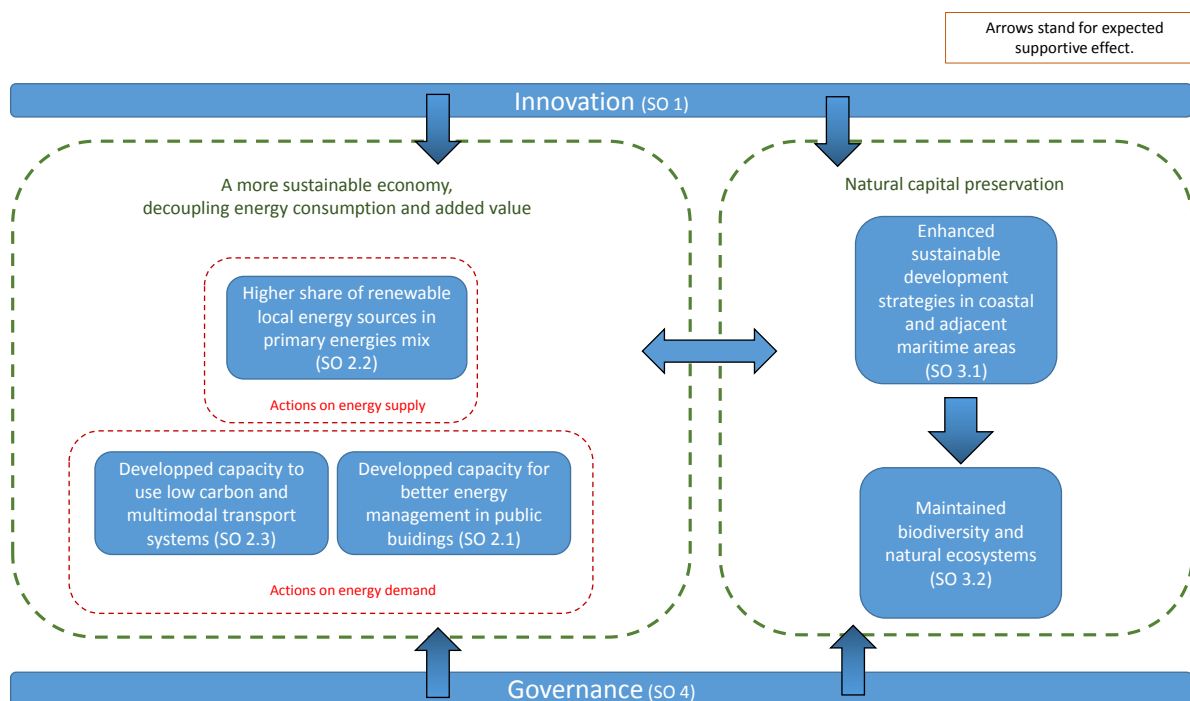 Arrows stand for expected
supportive effect.
Innovation (SO 1)
A more sustainable economy,
decoupling energy consumption and added value
Natural capital preservation
Higher share of renewable
local energy sources in
primary energies mix
(SO 2.2)
Actions on energy supply
Developped capacity to
use low carbon and
multimodal transport
systems (SO 2.3)
Developped capacity for
better energy
management in public
buidings (SO 2.1)
Actions on energy demand
Enhanced
sustainable
development
strategies in coastal
and adjacent
maritime areas
(SO 3.1)
Maintained
biodiversity and
natural ecosystems
(SO 3.2)
Governance (SO 4)